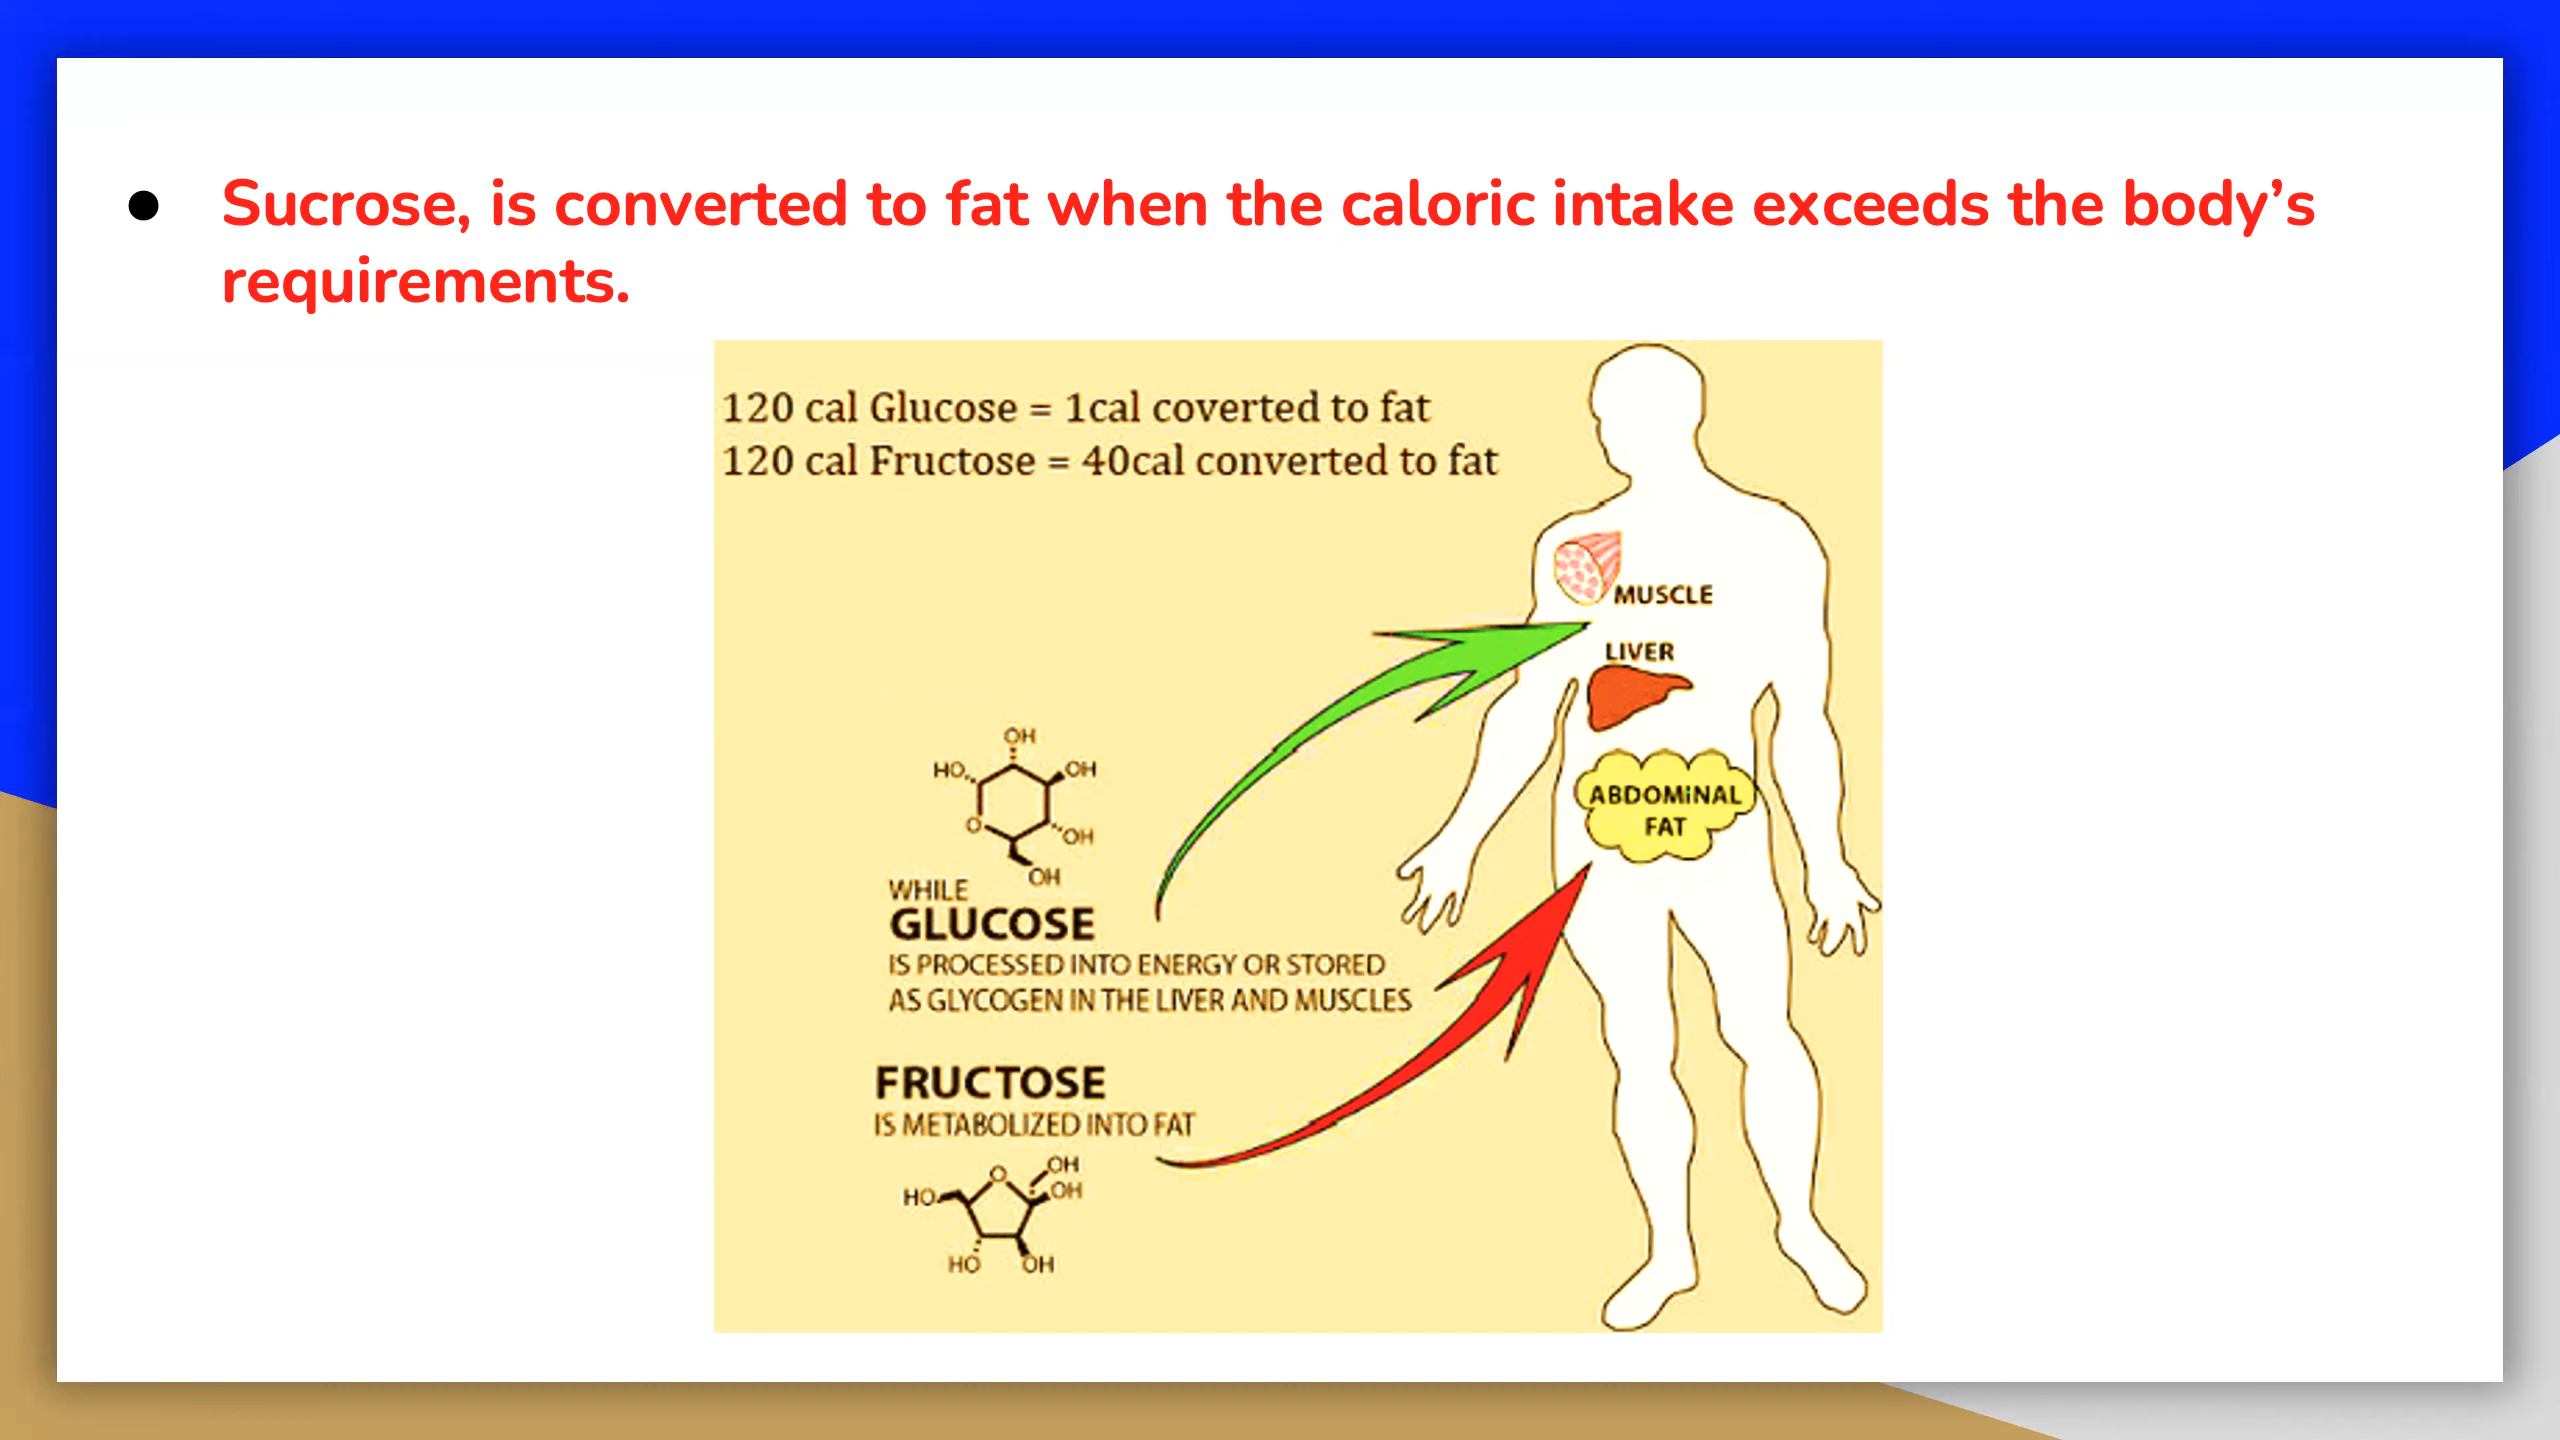 ● Sucrose, is converted to fat when the caloric intake exceeds the body’s
requirements.
120 cal Glucose = 1cal coverted to fat
120 cal Fructose = 40cal converted to fat
MUSCLE
LIVER
ABDOMiNAL
FAT
OH
HO
OH
O
OH
OH
WHILE
GLUCOSE
IS PROCESSED INTO ENERGY OR STORED
AS GLYCOGEN IN THE LIVER AND MUSCLES
FRUCTOSE
IS METABOLIZED INTO FAT
OH
O
OH
HO
HO
OH